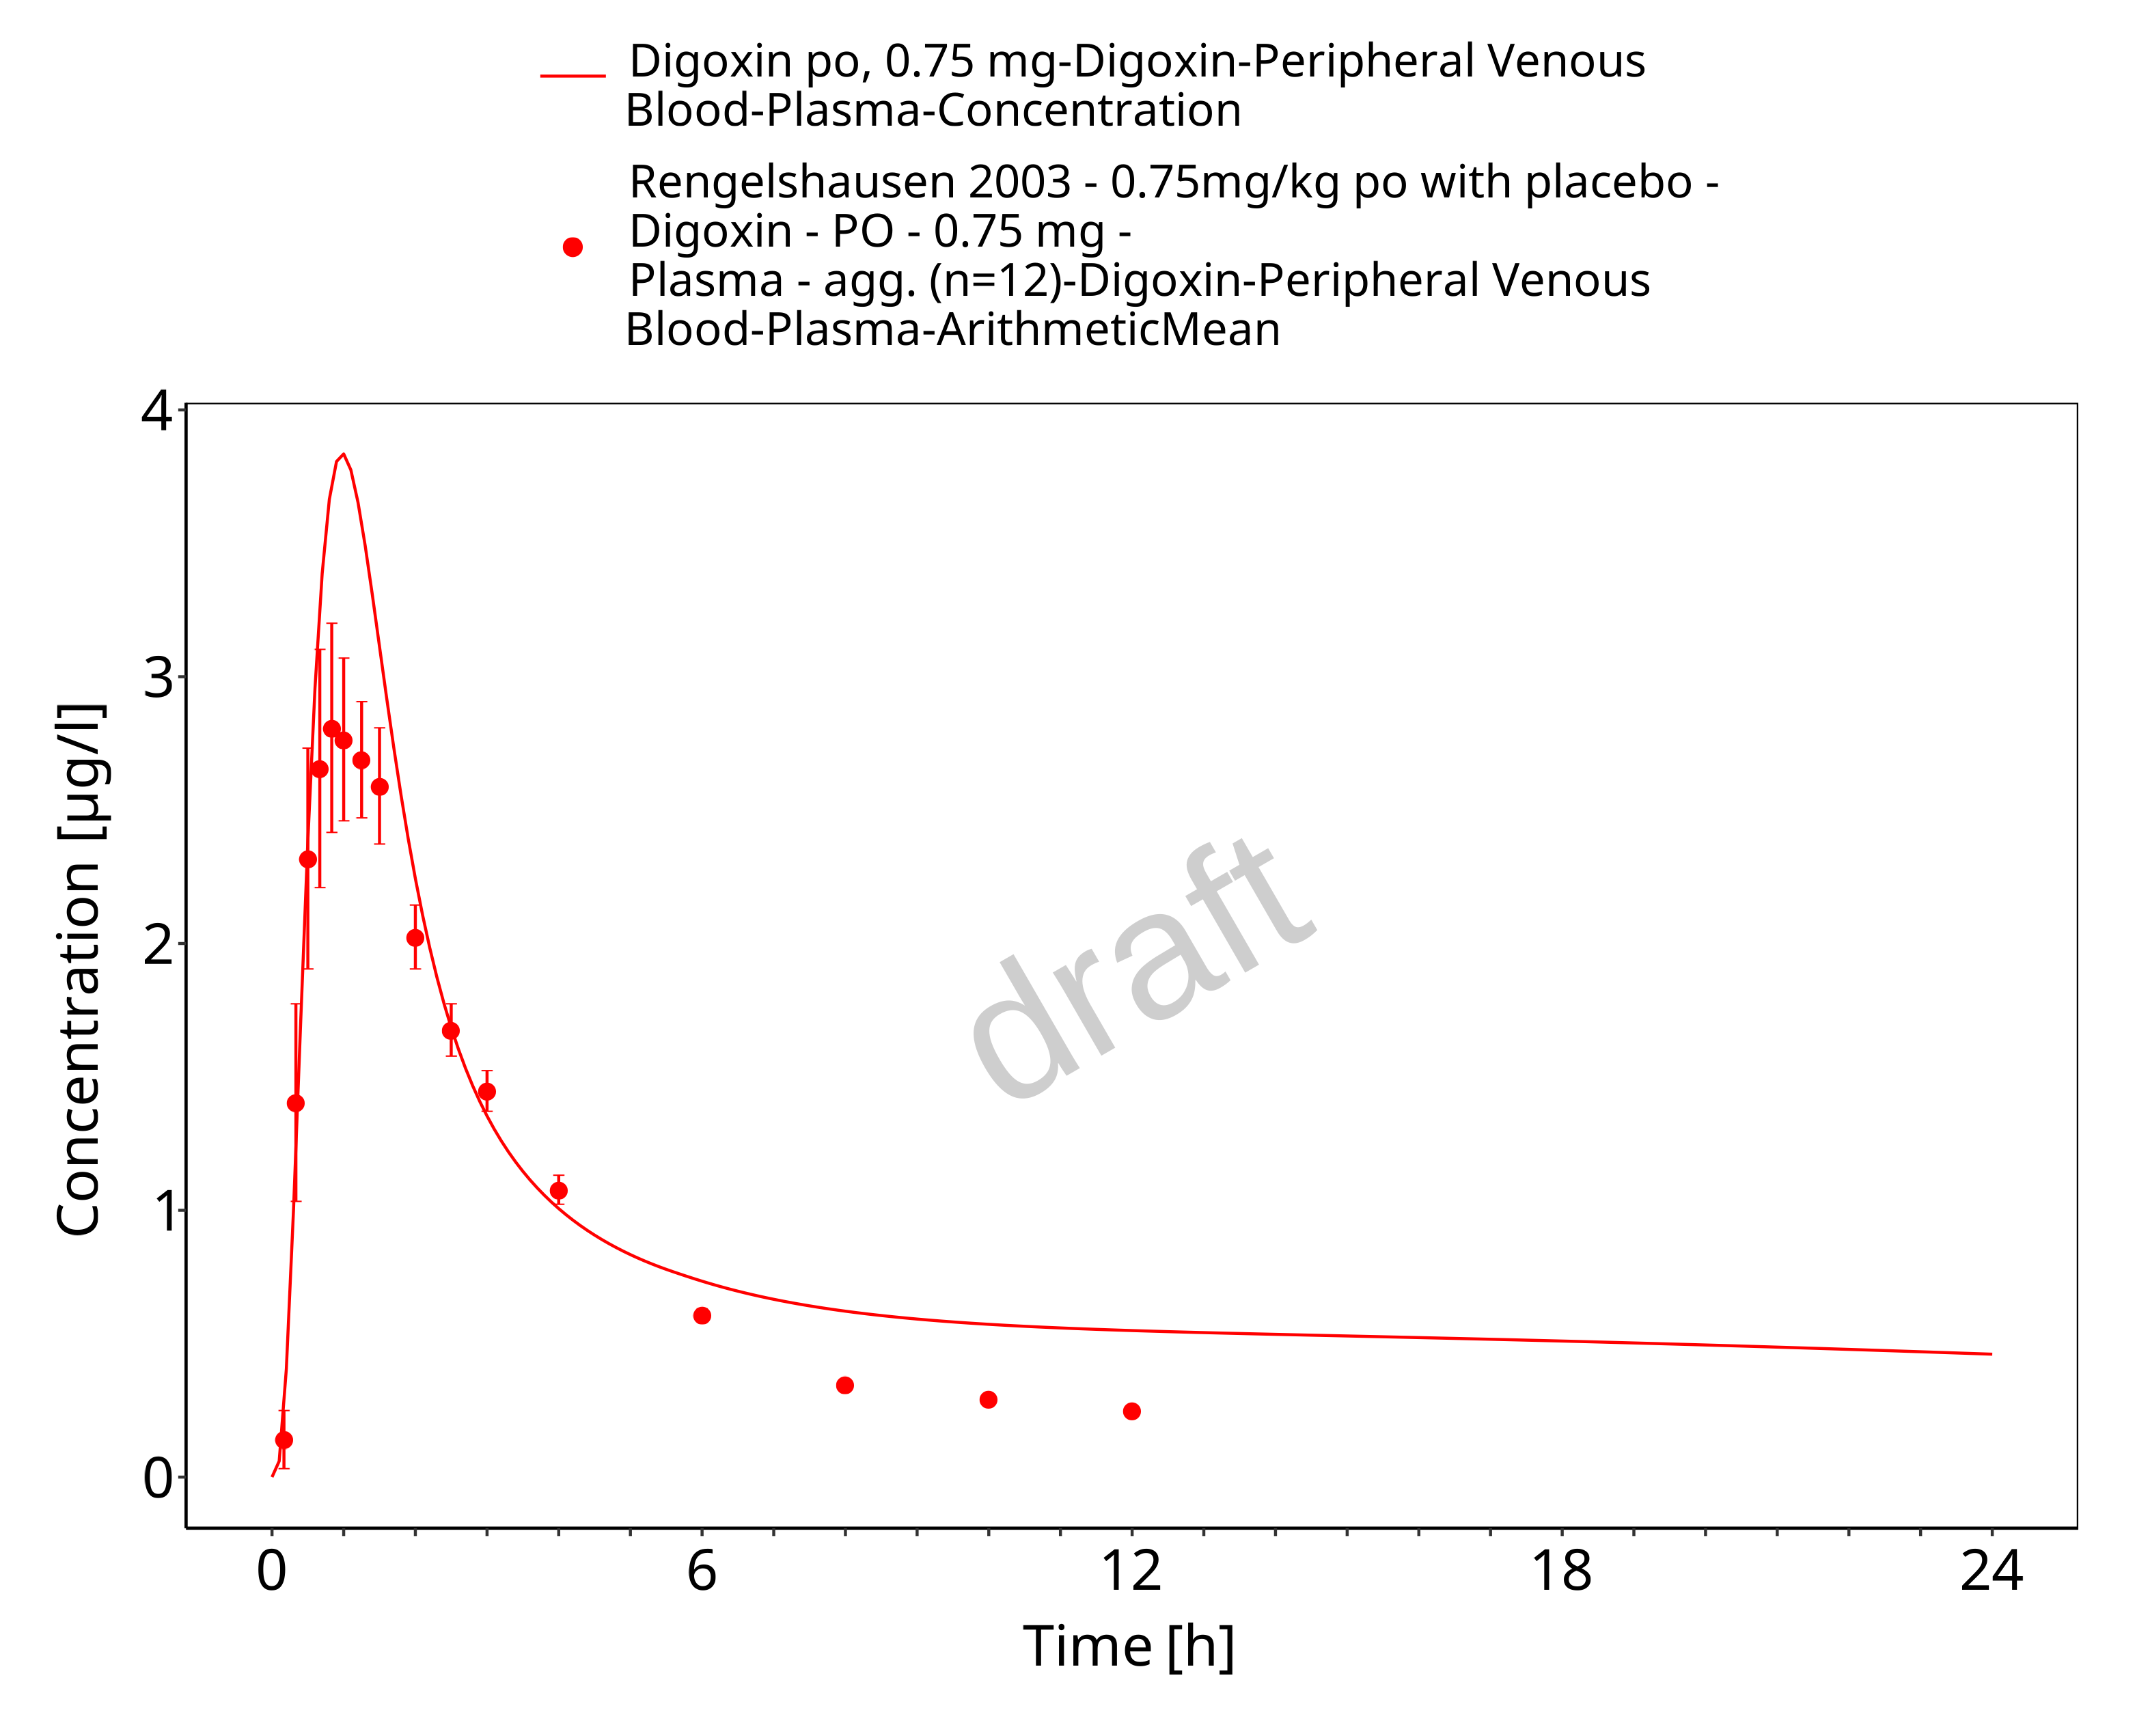 Digoxin po, 0.75 mg-Digoxin-Peripheral Venous
Blood-Plasma-Concentration
Rengelshausen 2003 - 0.75mg/kg po with placebo -
Digoxin - PO - 0.75 mg -
Plasma - agg. (n=12)-Digoxin-Peripheral Venous
Blood-Plasma-ArithmeticMean
4
3
2
1
0
Concentration [µg/l]
draft
0 6 12 18 24
Time [h]